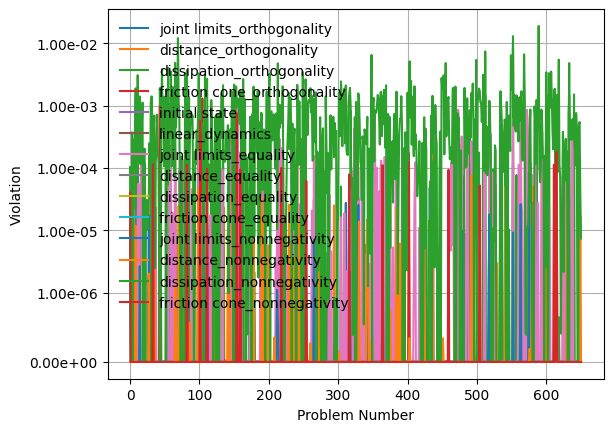 1.00e-02
1.00e-03
1.00e-04
1.00e-05
1.00e-06
0.00e+00
Violation
joint limits_orthogonality
distance_orthogonality
dissipation_orthogonality
friction cone_orthogonality
Initial state
linear_dynamics
joint limits_equality
distance_equality
dissipation_equality
friction cone_equality
joint limits_nonnegativity
distance_nonnegativity
dissipation_nonnegativity
friction cone_nonnegativity
0 100 200 300 400 500 600
Problem Number